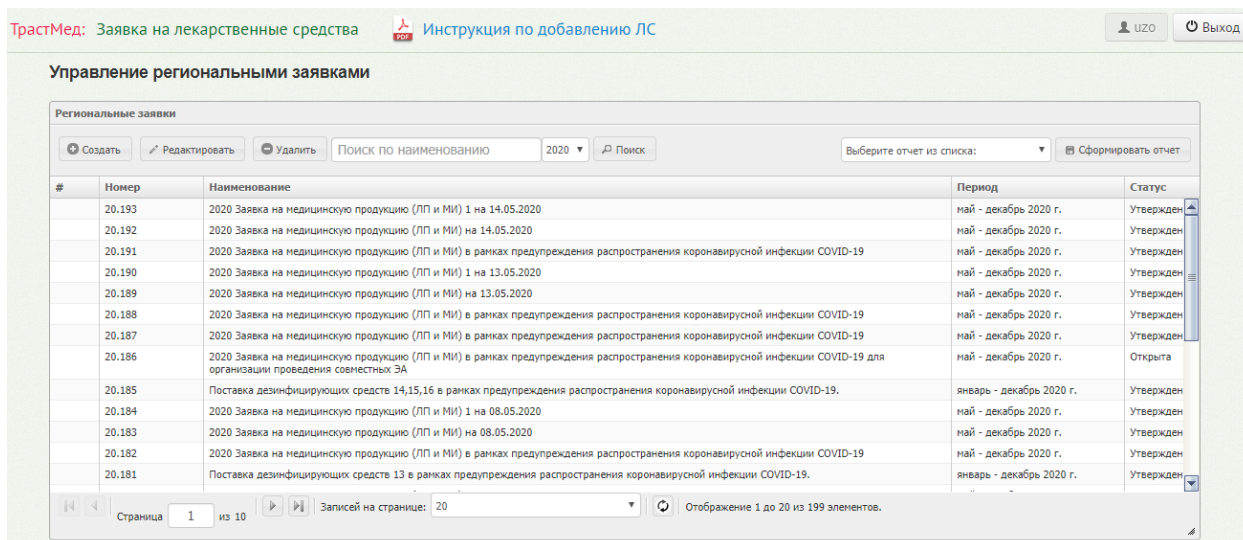 ТрастМед: Заявка на лекарственные средства PDF Инструкция по добавлению ЛС uzo Выход
Управление региональными заявками
Региональные заявки
Создать Редактировать Удалить Поиск по наименованию 2020 Поиск Выберите отчет из списка: Сформировать отчет
# Номер Наименование Период Статус
20.193 2020 Заявка на медицинскую продукцию (ЛП и МИ) 1 на 14.05.2020 май - декабрь 2020 г. Утвержден
20.192 2020 Заявка на медицинскую продукцию (ЛП и МИ) на 14.05.2020 май - декабрь 2020 г. Утвержден
20.191 2020 Заявка на медицинскую продукцию (ЛП и МИ) в рамках предупреждения распространения коронавирусной инфекции COVID-19 май - декабрь 2020 г. Утвержден
20.190 2020 Заявка на медицинскую продукцию (ЛП и МИ) 1 на 13.05.2020 май - декабрь 2020 г. Утвержден
20.189 2020 Заявка на медицинскую продукцию (ЛП и МИ) на 13.05.2020 май - декабрь 2020 г. Утвержден
20.188 2020 Заявка на медицинскую продукцию (ЛП и МИ) в рамках предупреждения распространения коронавирусной инфекции COVID-19 май - декабрь 2020 г. Утвержден
20.187 2020 Заявка на медицинскую продукцию (ЛП и МИ) в рамках предупреждения распространения коронавирусной инфекции COVID-19 май - декабрь 2020 г. Утвержден
20.186 2020 Заявка на медицинскую продукцию (ЛП и МИ) в рамках предупреждения распространения коронавирусной инфекции COVID-19 для май - декабрь 2020 г. Открыта
организации проведения совместных ЭА
20.185 Поставка дезинфицирующих средств 14,15,16 в рамках предупреждения распространения коронавирусной инфекции COVID-19. январь - декабрь 2020 г. Утвержден
20.184 2020 Заявка на медицинскую продукцию (ЛП и МИ) 1 на 08.05.2020 май - декабрь 2020 г. Утвержден
20.183 2020 Заявка на медицинскую продукцию (ЛП и МИ) на 08.05.2020 май - декабрь 2020 г. Утвержден
20.182 2020 Заявка на медицинскую продукцию (ЛП и МИ) в рамках предупреждения распространения коронавирусной инфекции COVID-19 май - декабрь 2020 г. Утвержден
20.181 Поставка дезинфицирующих средств 13 в рамках предупреждения распространения коронавирусной инфекции COVID-19. январь - декабрь 2020 г. Утвержден
Страница 1 из 10 Записей на странице: 20 Отображение 1 до 20 из 199 элементов.